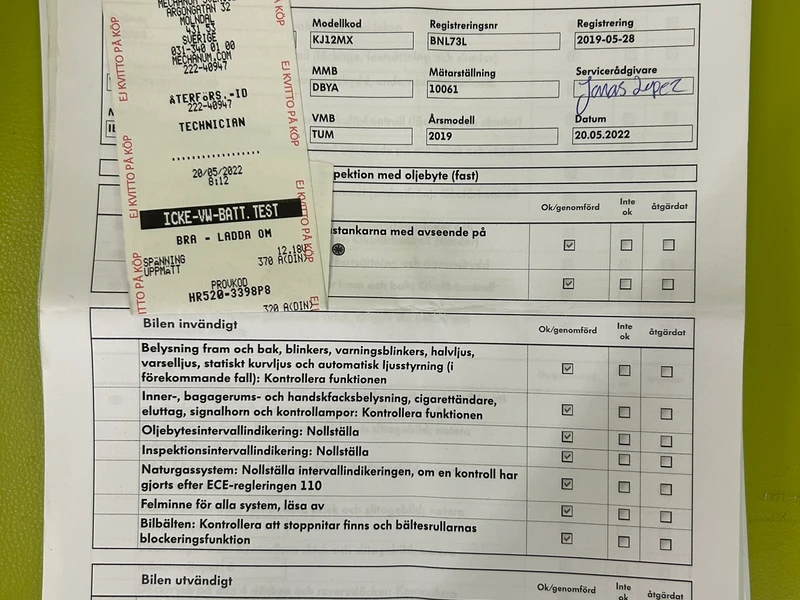 ARGONGATAN 32
MÖLNDAL
431 53
SVERIGE
031-340 01 00
MECHANUM.COM
222-40947
ÅTERFÖRS.-ID
222-40947
TECHNICIAN
20/05/2022
8:12
ICKE-VW-BATT.TEST
BRA - LADDA OM
SPÄNNING 12.18V
UPPMÄTT 370 A(DIN)
PROVKOD
HR520-3398P8
320 A(DIN)
EJ KVITTO PÅ KÖP
EJ KVITTO PÅ KÖP
EJ KVITTO PÅ KÖP
EJ KVITTO PÅ KÖP
Modellkod Registreringsnr Registrering
KJ12MX BNL73L 2019-05-28
MMB Mätarställning Servicerådgivare
DBYA 10061 Jonas Lopez
VMB Årsmodell Datum
TUM 2019 20.05.2022
pektion med oljebyte (fast)
Ok/genomförd Inte ok åtgärdat
stankarna med avseende på
Bilen invändigt Ok/genomförd Inte ok åtgärdat
Belysning fram och bak, blinkers, varningsblinkers, halvljus,
varselljus, statiskt kurvljus och automatisk ljusstyrning (i
förekommande fall): Kontrollera funktionen
Inner-, bagagerums- och handskfacksbelysning, cigarettändare,
eluttag, signalhorn och kontrollampor: Kontrollera funktionen
Oljebytesintervallindikering: Nollställa
Inspektionsintervallindikering: Nollställa
Naturgassystem: Nollställa intervallindikeringen, om en kontroll har
gjorts efter ECE-regleringen 110
Felminne för alla system, läsa av
Bilbälten: Kontrollera att stoppnitar finns och bältesrullarnas
blockeringsfunktion
Bilen utvändigt Ok/genomförd Inte ok åtgärdat